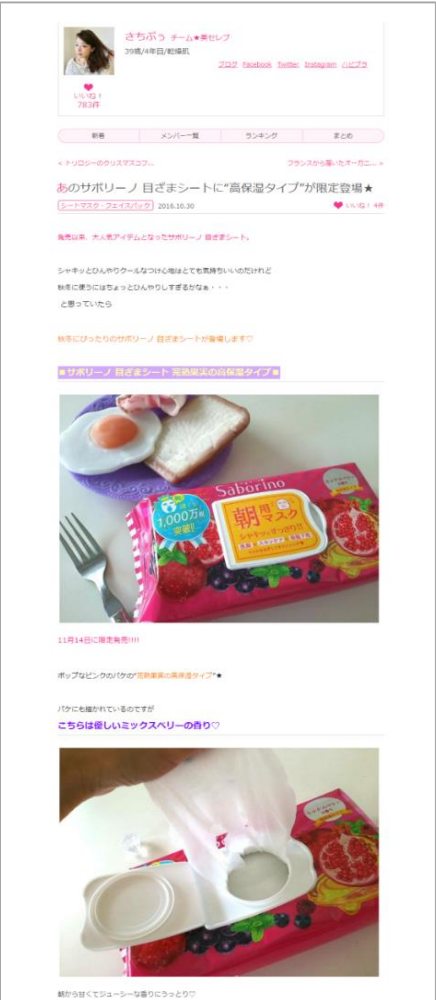 さちぷぅ チーム★美セレブ
39歳/4年目/乾燥肌
ブログ Facebook Twitter Instagram ハピプラ
いいね！
783件
新着 メンバー一覧 ランキング まとめ
< トリロジーのクリスマスコフ...
フランスから届いたオーガニ... >
あのサボリーノ 目ざまシートに“高保湿タイプ”が限定登場★
シートマスク・フェイスパック 2016.10.30
いいね！ 4件
発売以来、大人気アイテムとなったサボリーノ 目ざまシート。
シャキッとひんやりクールなつけ心地はとても気持ちいいのだけれど
秋冬に使うにはちょっとひんやりしすぎるかなぁ・・・
と思っていたら
秋冬にぴったりのサボリーノ 目ざまシートが登場します♡
■サボリーノ 目ざまシート 完熟果実の高保湿タイプ■
Saborino
1,000万枚
突破!!
朝用マスク
シャキッとすっきり!!
11月14日に限定発売!!!!
ポップなピンクのパケの“完熟果実の高保湿タイプ”★
パケにも描かれているのですが
こちらは優しいミックスベリーの香り♡
朝から甘くてジューシーな香りにうっとり♡